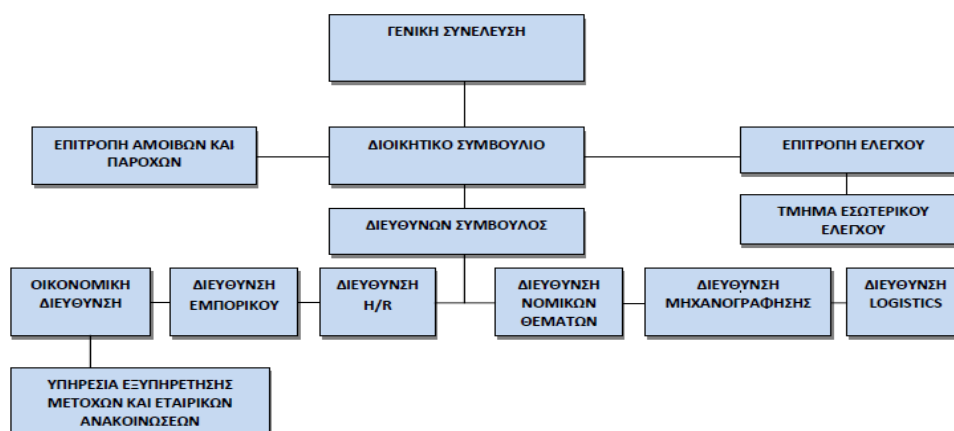 ΓΕΝΙΚΗ ΣΥΝΕΛΕΥΣΗ
ΕΠΙΤΡΟΠΗ ΑΜΟΙΒΩΝ ΚΑΙ
ΠΑΡΟΧΩΝ
ΔΙΟΙΚΗΤΙΚΟ ΣΥΜΒΟΥΛΙΟ
ΕΠΙΤΡΟΠΗ ΕΛΕΓΧΟΥ
ΤΜΗΜΑ ΕΣΩΤΕΡΙΚΟΥ
ΕΛΕΓΧΟΥ
ΔΙΕΥΘΥΝΩΝ ΣΥΜΒΟΥΛΟΣ
ΟΙΚΟΝΟΜΙΚΗ
ΔΙΕΥΘΥΝΣΗ
ΔΙΕΥΘΥΝΣΗ
ΕΜΠΟΡΙΚΟΥ
ΔΙΕΥΘΥΝΣΗ
H/R
ΔΙΕΥΘΥΝΣΗ
ΝΟΜΙΚΩΝ
ΘΕΜΑΤΩΝ
ΔΙΕΥΘΥΝΣΗ
ΜΗΧΑΝΟΓΡΑΦΗΣΗΣ
ΔΙΕΥΘΥΝΣΗ
LOGISTICS
ΥΠΗΡΕΣΙΑ ΕΞΥΠΗΡΕΤΗΣΗΣ
ΜΕΤΟΧΩΝ ΚΑΙ ΕΤΑΙΡΙΚΩΝ
ΑΝΑΚΟΙΝΩΣΕΩΝ